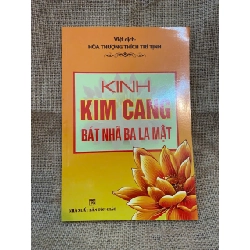 HÒA THƯỢNG THÍCH TRÍ TỊNH
KINH
KIM CANG
BÁT NHÃ BA LA MẬT